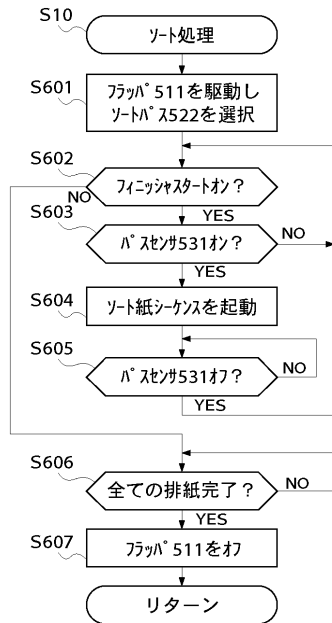 S10
ソート処理
S601
フラッパ511を駆動し
ソートパス522を選択
S602
フィニッシャスタートオン?
NO
YES
S603
パスセンサ531オン?
NO
YES
S604
ソート紙シーケンスを起動
S605
パスセンサ531オフ?
NO
YES
S606
全ての排紙完了?
NO
YES
S607
フラッパ511をオフ
リターン